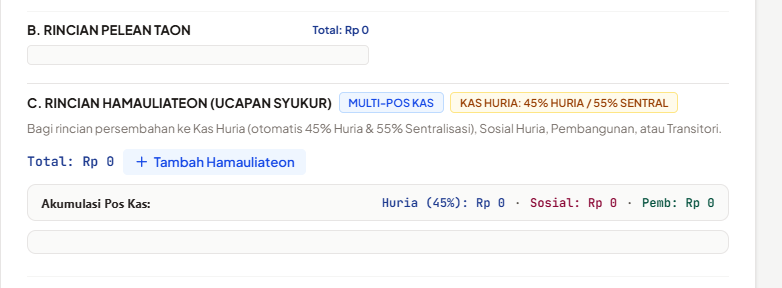 B. RINCIAN PELEAN TAON Total: Rp 0
C. RINCIAN HAMAULIATEON (UCAPAN SYUKUR) MULTI-POS KAS KAS HURIA: 45% HURIA / 55% SENTRAL
Bagi rincian persembahan ke Kas Huria (otomatis 45% Huria & 55% Sentralisasi), Sosial Huria, Pembangunan, atau Transitori.
Total: Rp 0 + Tambah Hamauliateon
Akumulasi Pos Kas: Huria (45%): Rp 0 · Sosial: Rp 0 · Pemb: Rp 0